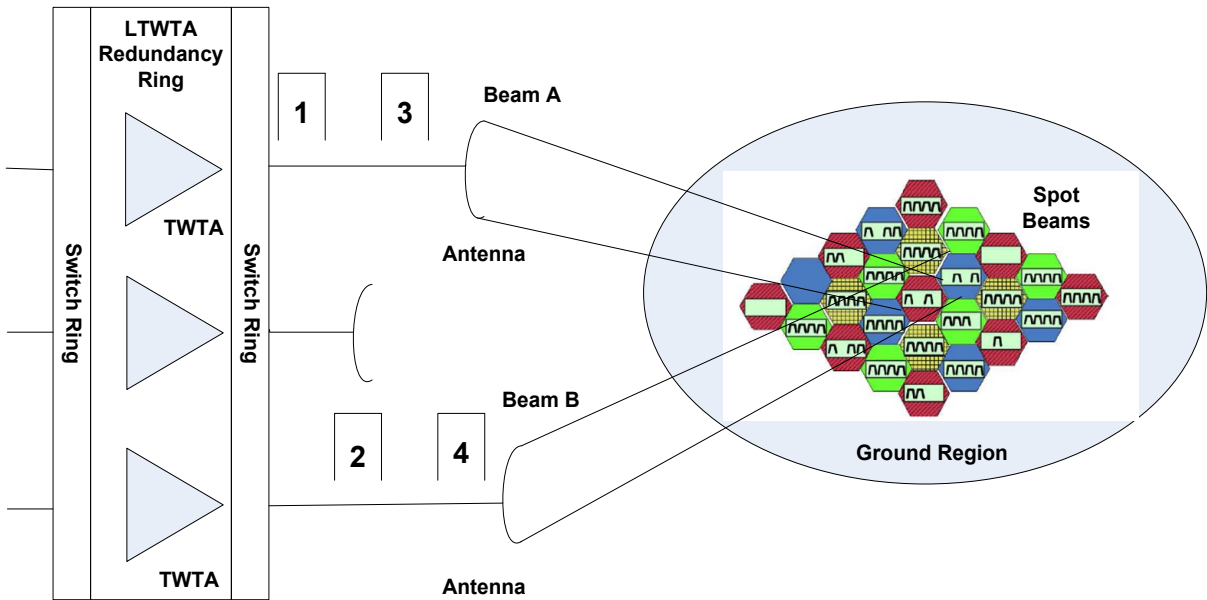 LTWTA
Redundancy
Ring
1
3
Beam A
Spot
Beams
TWTA
Antenna
Switch Ring
Switch Ring
Beam B
2
4
Ground Region
TWTA
Antenna